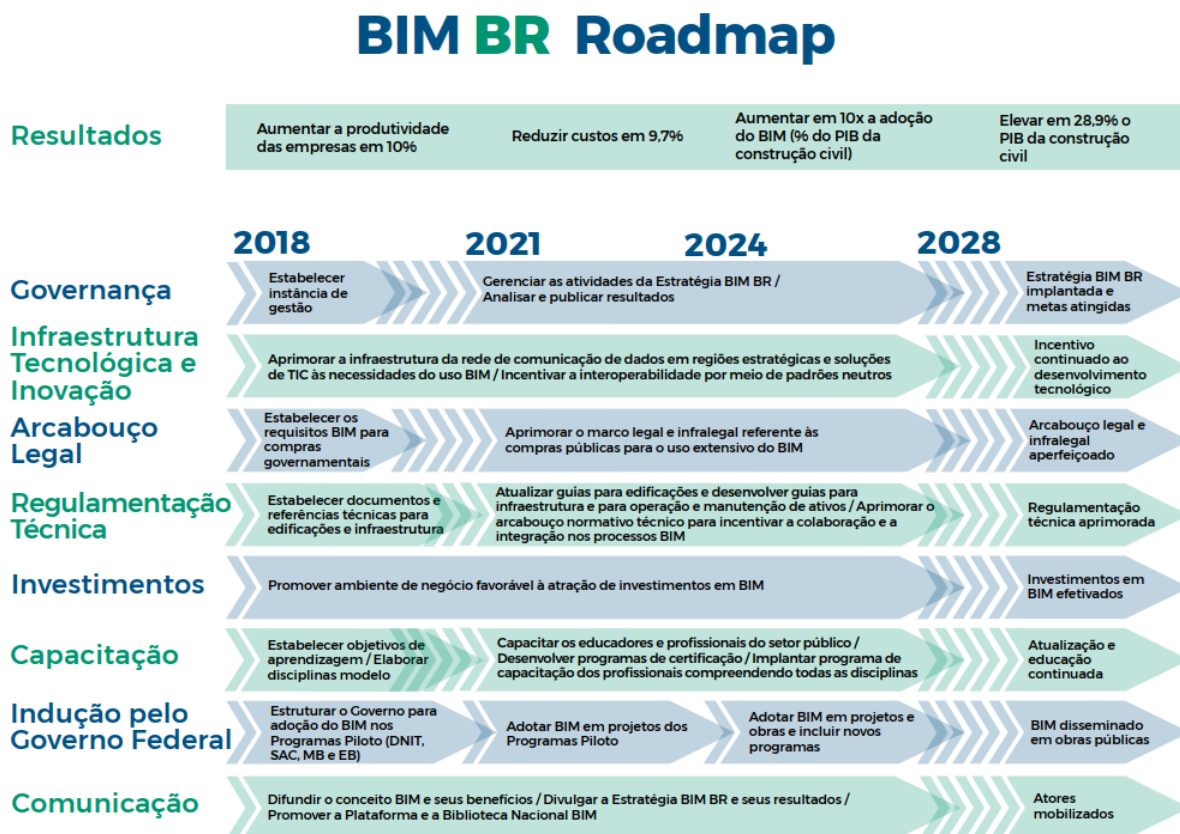 BIM BR Roadmap
Resultados
Aumentar a produtividade
das empresas em 10%
Reduzir custos em 9,7%
Aumentar em 10x a adoção
do BIM (% do PIB da
construção civil)
Elevar em 28,9% o
PIB da construção
civil
2018
2021
2024
2028
Governança
Estabelecer
instância de
gestão
Gerenciar as atividades da Estratégia BIM BR /
Analisar e publicar resultados
Estratégia BIM BR
implantada e
metas atingidas
Infraestrutura
Tecnológica e
Inovação
Aprimorar a infraestrutura da rede de comunicação de dados em regiões estratégicas e soluções
de TIC às necessidades do uso BIM / Incentivar a interoperabilidade por meio de padrões neutros
Incentivo
continuado ao
desenvolvimento
tecnológico
Arcabouço
Legal
Estabelecer os
requisitos BIM para
compras
governamentais
Aprimorar o marco legal e infralegal referente às
compras públicas para o uso extensivo do BIM
Arcabouço legal e
infralegal
aperfeiçoado
Regulamentação
Técnica
Estabelecer documentos e
referências técnicas para
edificações e infraestrutura
Atualizar guias para edificações e desenvolver guias para
infraestrutura e para operação e manutenção de ativos / Aprimorar o
arcabouço normativo técnico para incentivar a colaboração e a
integração nos processos BIM
Regulamentação
técnica aprimorada
Investimentos
Promover ambiente de negócio favorável à atração de investimentos em BIM
Investimentos em
BIM efetivados
Capacitação
Estabelecer objetivos de
aprendizagem / Elaborar
disciplinas modelo
Capacitar os educadores e profissionais do setor público /
Desenvolver programas de certificação / Implantar programa de
capacitação dos profissionais compreendendo todas as disciplinas
Atualização e
educação
continuada
Indução pelo
Governo Federal
Estruturar o Governo para
adoção do BIM nos
Programas Piloto (DNIT,
SAC, MB e EB)
Adotar BIM em projetos dos
Programas Piloto
Adotar BIM em projetos e
obras e incluir novos
programas
BIM disseminado
em obras públicas
Comunicação
Difundir o conceito BIM e seus benefícios / Divulgar a Estratégia BIM BR e seus resultados /
Promover a Plataforma e a Biblioteca Nacional BIM
Atores
mobilizados